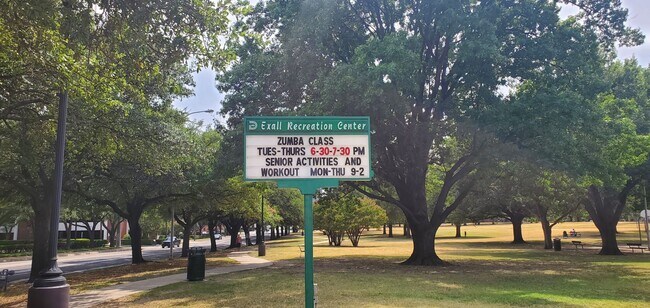 Exall Recreation Center
ZUMBA CLASS
TUES-THURS 6-30-7-30 PM
SENIOR ACTIVITIES AND
WORKOUT MON-THU 9-2